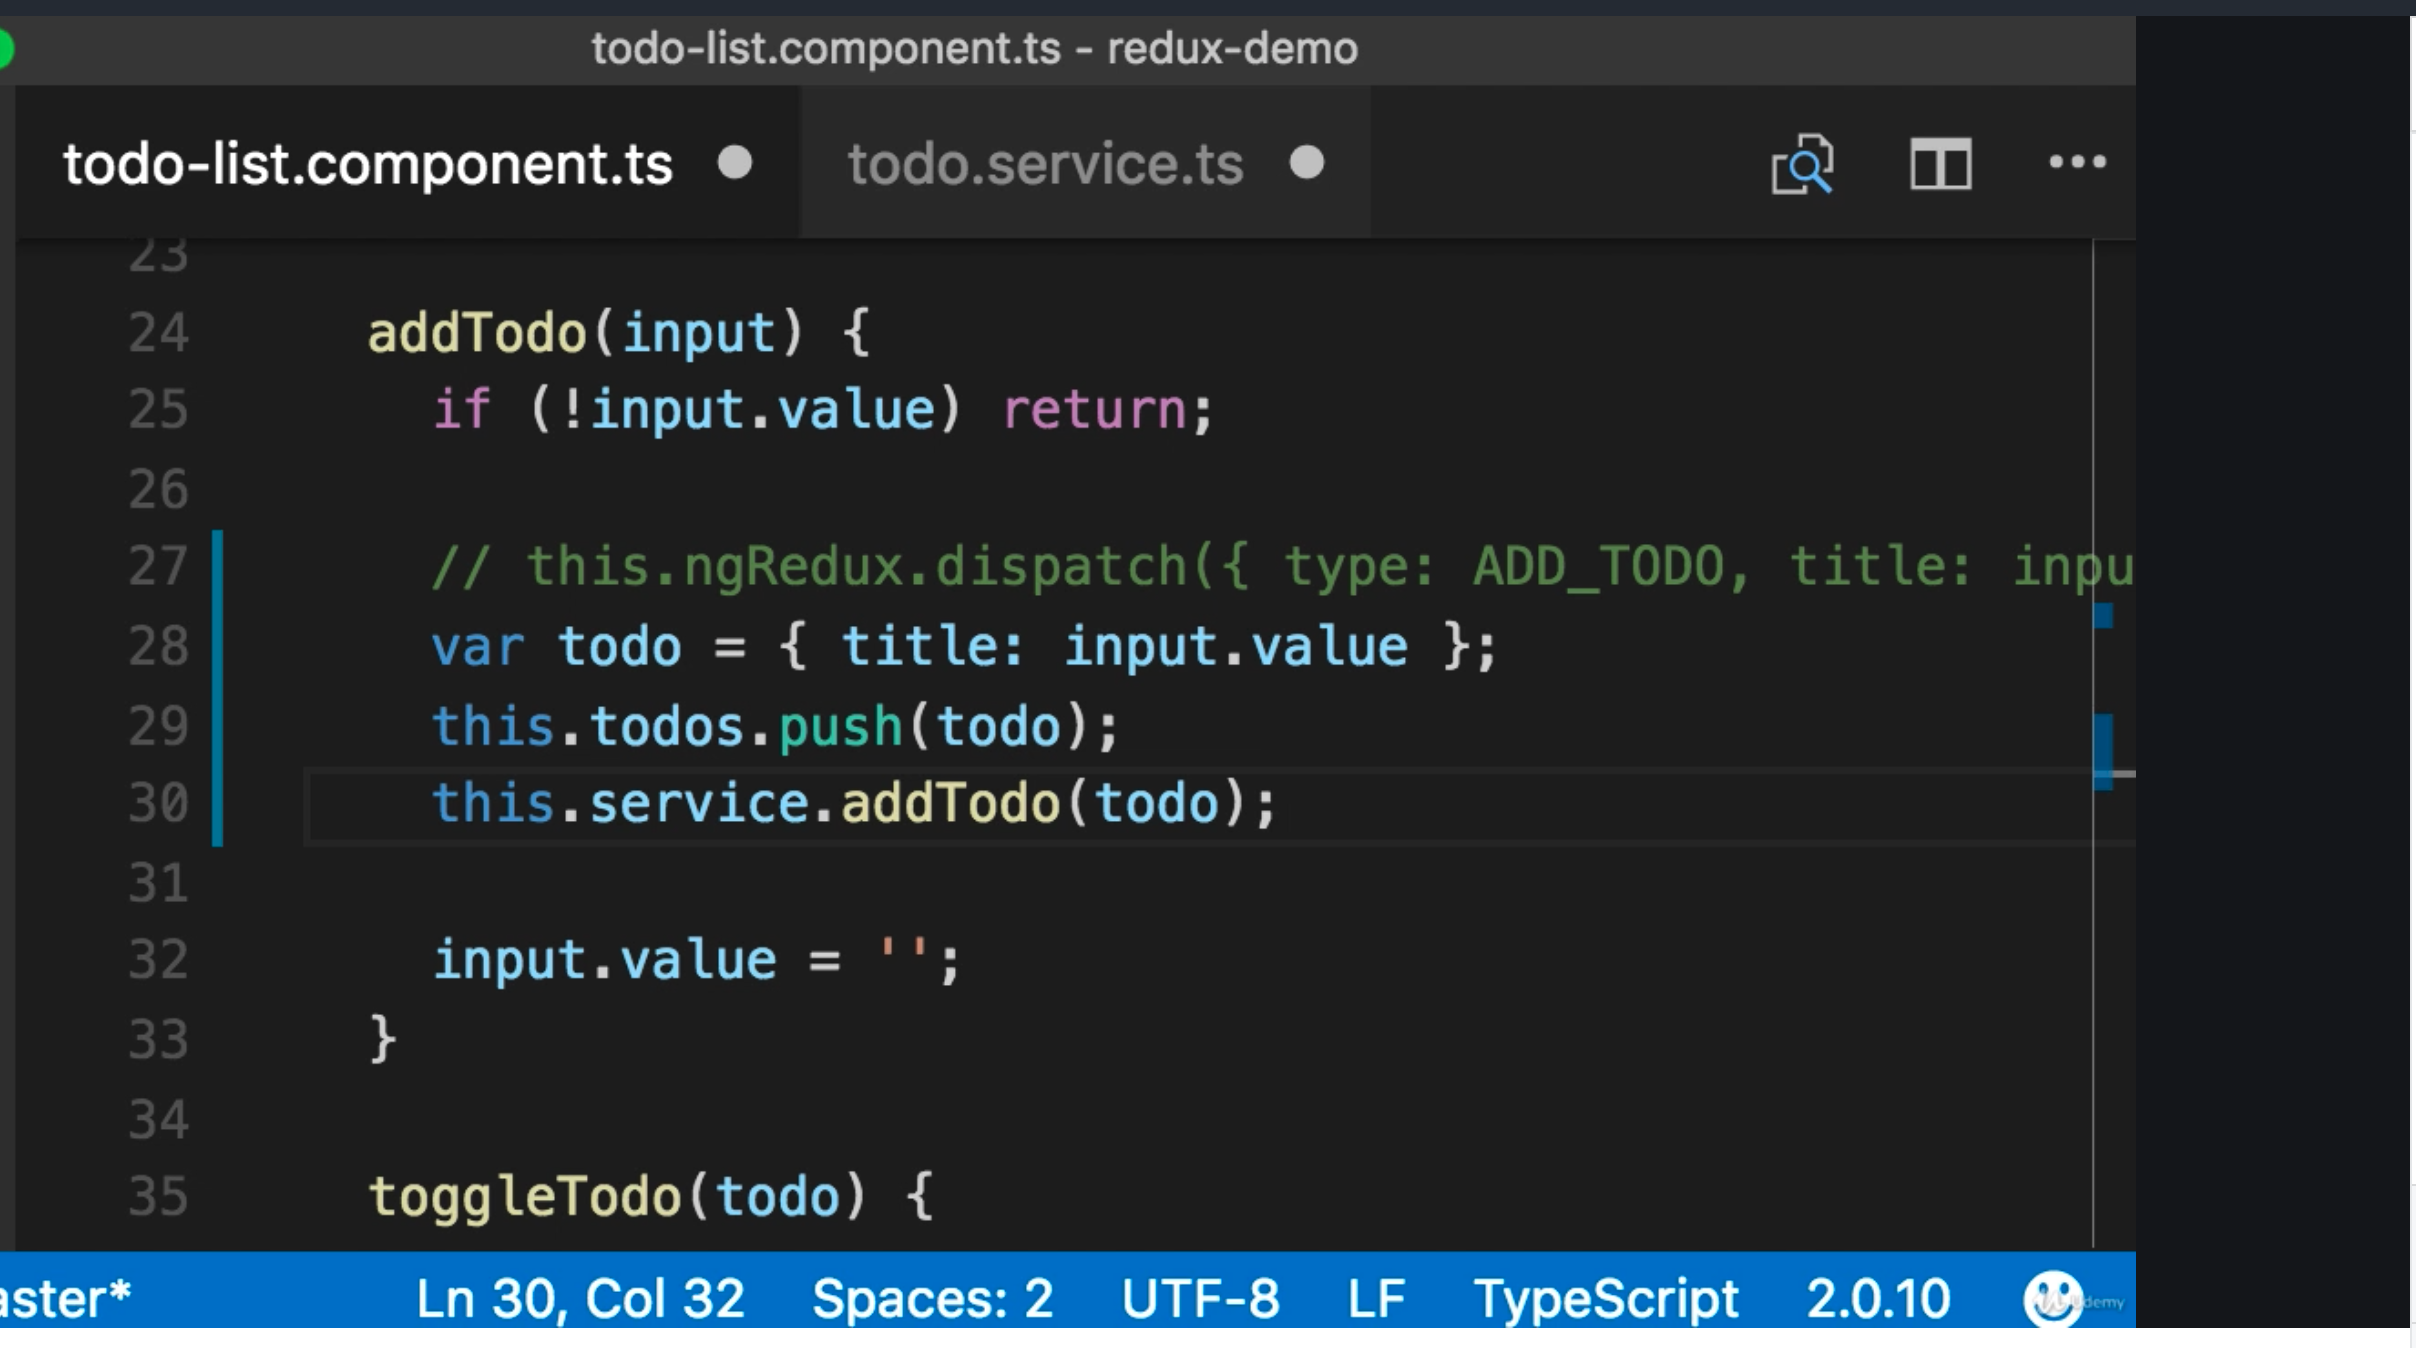 todo-list.component.ts - redux-demo
todo-list.component.ts todo.service.ts
23
24 addTodo(input) {
25 if (!input.value) return;
26
27 // this.ngRedux.dispatch({ type: ADD_TODO, title: inpu
28 var todo = { title: input.value };
29 this.todos.push(todo);
30 this.service.addTodo(todo);
31
32 input.value = '';
33 }
34
35 toggleTodo(todo) {
aster* Ln 30, Col 32 Spaces: 2 UTF-8 LF TypeScript 2.0.10
Udemy